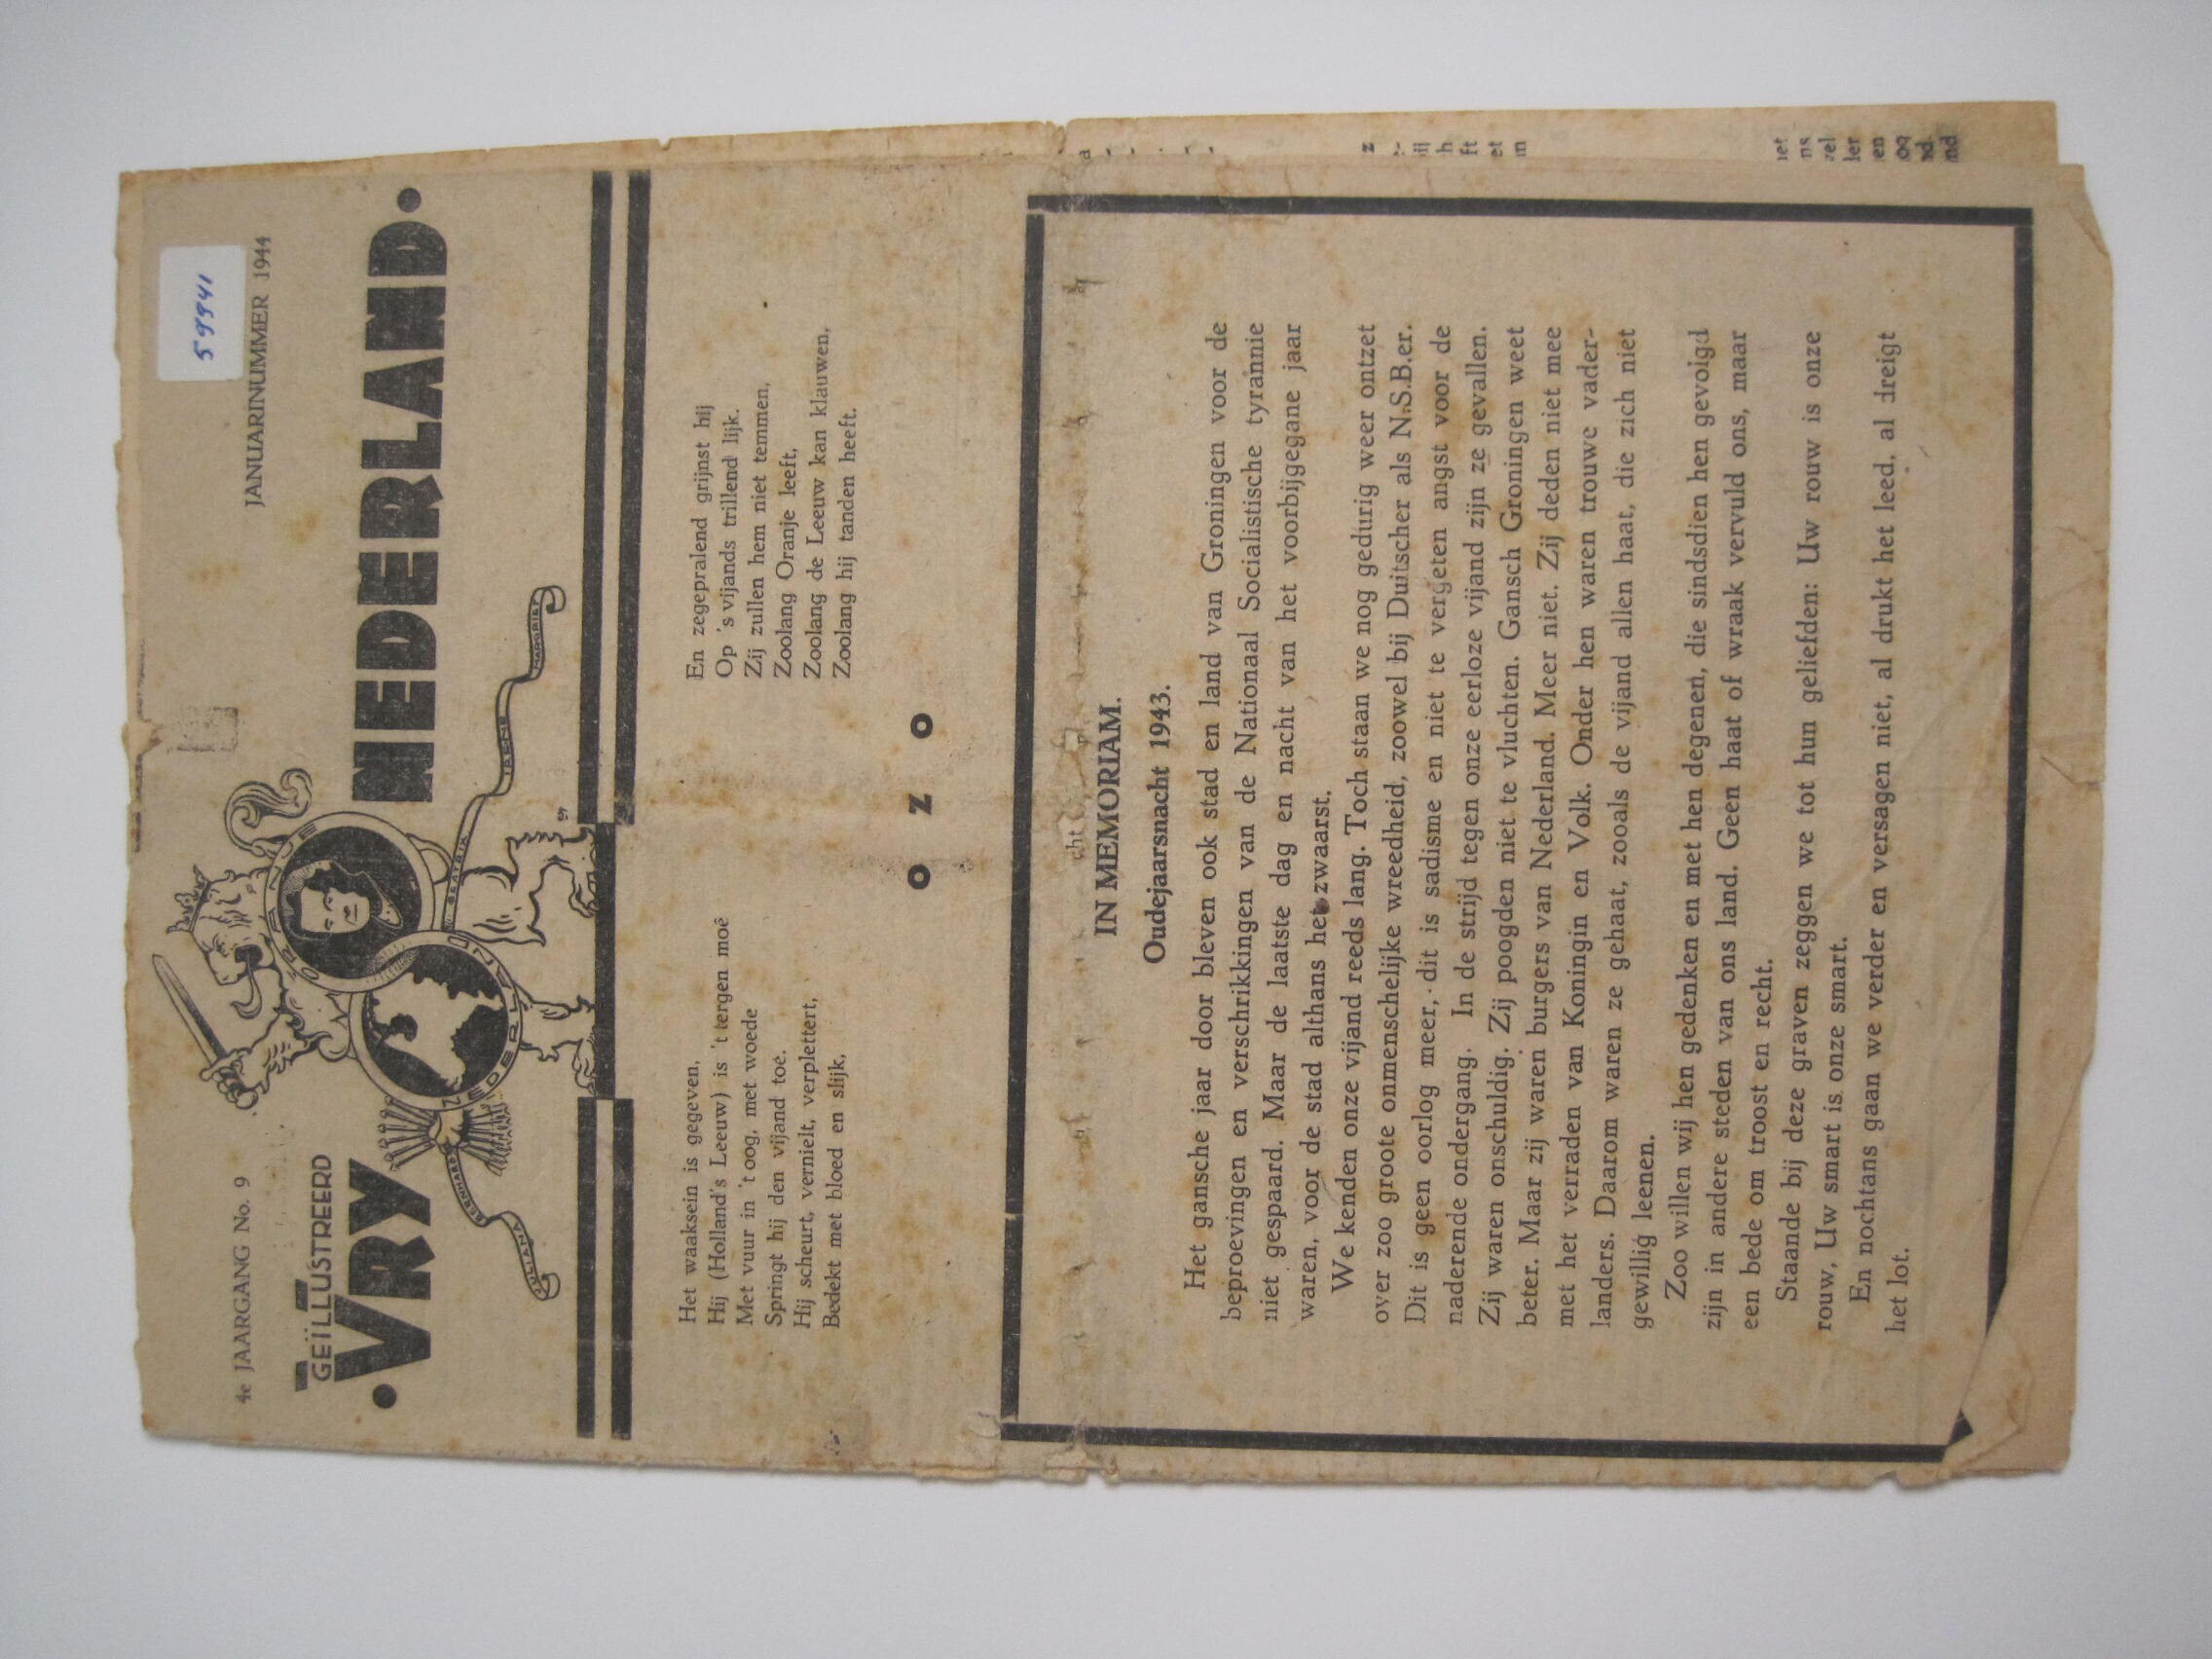 599941
4e JAARGANG No. 9
JANUARINUMMER 1944
GEÏLLUSTREERD
VRY NEDERLAND
ORANJE
NEDERLAND
JULIANA
BERNHARD
BEATRIX
IRENE
MARGRIET
Het waaksein is gegeven,
Hij (Holland's Leeuw) is 't tergen moê
Met vuur in 't oog, met woede
Springt hij den vijand toe.
Hij scheurt, vernielt, verplettert,
Bedekt met bloed en slijk,
En zegepralend grijnst hij
Op 's vijands trillend lijk.
Zij zullen hem niet temmen,
Zoolang Oranje leeft,
Zoolang de Leeuw kan klauwen,
Zoolang hij tanden heeft.
O Z O
cht
IN MEMORIAM.
Oudejaarsnacht 1943.
Het gansche jaar door bleven ook stad en land van Groningen voor de
beproevingen en verschrikkingen van de Nationaal Socialistische tyrannie
niet gespaard. Maar de laatste dag en nacht van het voorbijgegane jaar
waren, voor de stad althans het zwaarst.
We kenden onze vijand reeds lang. Toch staan we nog gedurig weer ontzet
over zoo groote onmenschelijke wreedheid, zoowel bij Duitscher als N.S.B.er.
Dit is geen oorlog meer, dit is sadisme en niet te vergeten angst voor de
naderende ondergang. In de strijd tegen onze eerloze vijand zijn ze gevallen.
Zij waren onschuldig. Zij poogden niet te vluchten. Gansch Groningen weet
beter. Maar zij waren burgers van Nederland. Meer niet. Zij deden niet mee
met het verraden van Koningin en Volk. Onder hen waren trouwe vader-
landers. Daarom waren ze gehaat, zooals de vijand allen haat, die zich niet
gewillig leenen.
Zoo willen wij hen gedenken en met hen degenen, die sindsdien hen gevolgd
zijn in andere steden van ons land. Geen haat of wraak vervuld ons, maar
een bede om troost en recht.
Staande bij deze graven zeggen we tot hun geliefden: Uw rouw is onze
rouw, Uw smart is onze smart.
En nochtans gaan we verder en versagen niet, al drukt het leed, al dreigt
het lot.